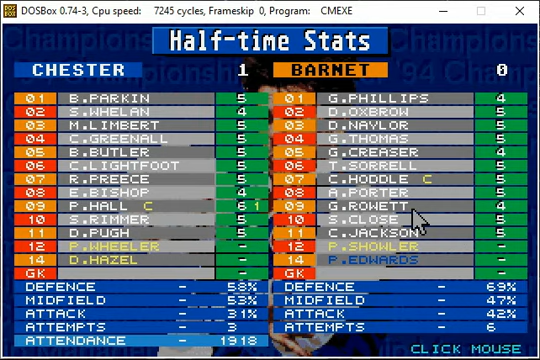 DOSBox 0.74-3, Cpu speed: 7245 cycles, Frameskip 0, Program: CMEXE
Half-time Stats
CHESTER 1 BARNET 0
01 B.PARKIN 5 01 G.PHILLIPS 4
02 S.WHELAN 4 02 D.OXBROW 5
03 M.LIMBERT 5 03 D.NAYLOR 5
04 C.GREENALL 5 04 G.THOMAS 5
05 B.BUTLER 5 05 G.CREASER 4
06 C.LIGHTFOOT 5 06 T.SORRELL 5
07 R.PREECE 5 07 C.HODDLE C 5
08 E.BISHOP 4 08 A.PORTER 5
09 P.HALL C 6 1 09 G.ROWETT 4
10 S.RIMMER 5 10 S.CLOSE 5
11 D.PUGH 5 11 C.JACKSON 5
12 P.WHEELER - 12 P.SHOWLER -
14 D.HAZEL - 14 P.EDWARDS -
GK - GK -
DEFENCE - 58% DEFENCE - 69%
MIDFIELD - 53% MIDFIELD - 47%
ATTACK - 31% ATTACK - 42%
ATTEMPTS - 3 ATTEMPTS - 6
ATTENDANCE - 1918
CLICK MOUSE